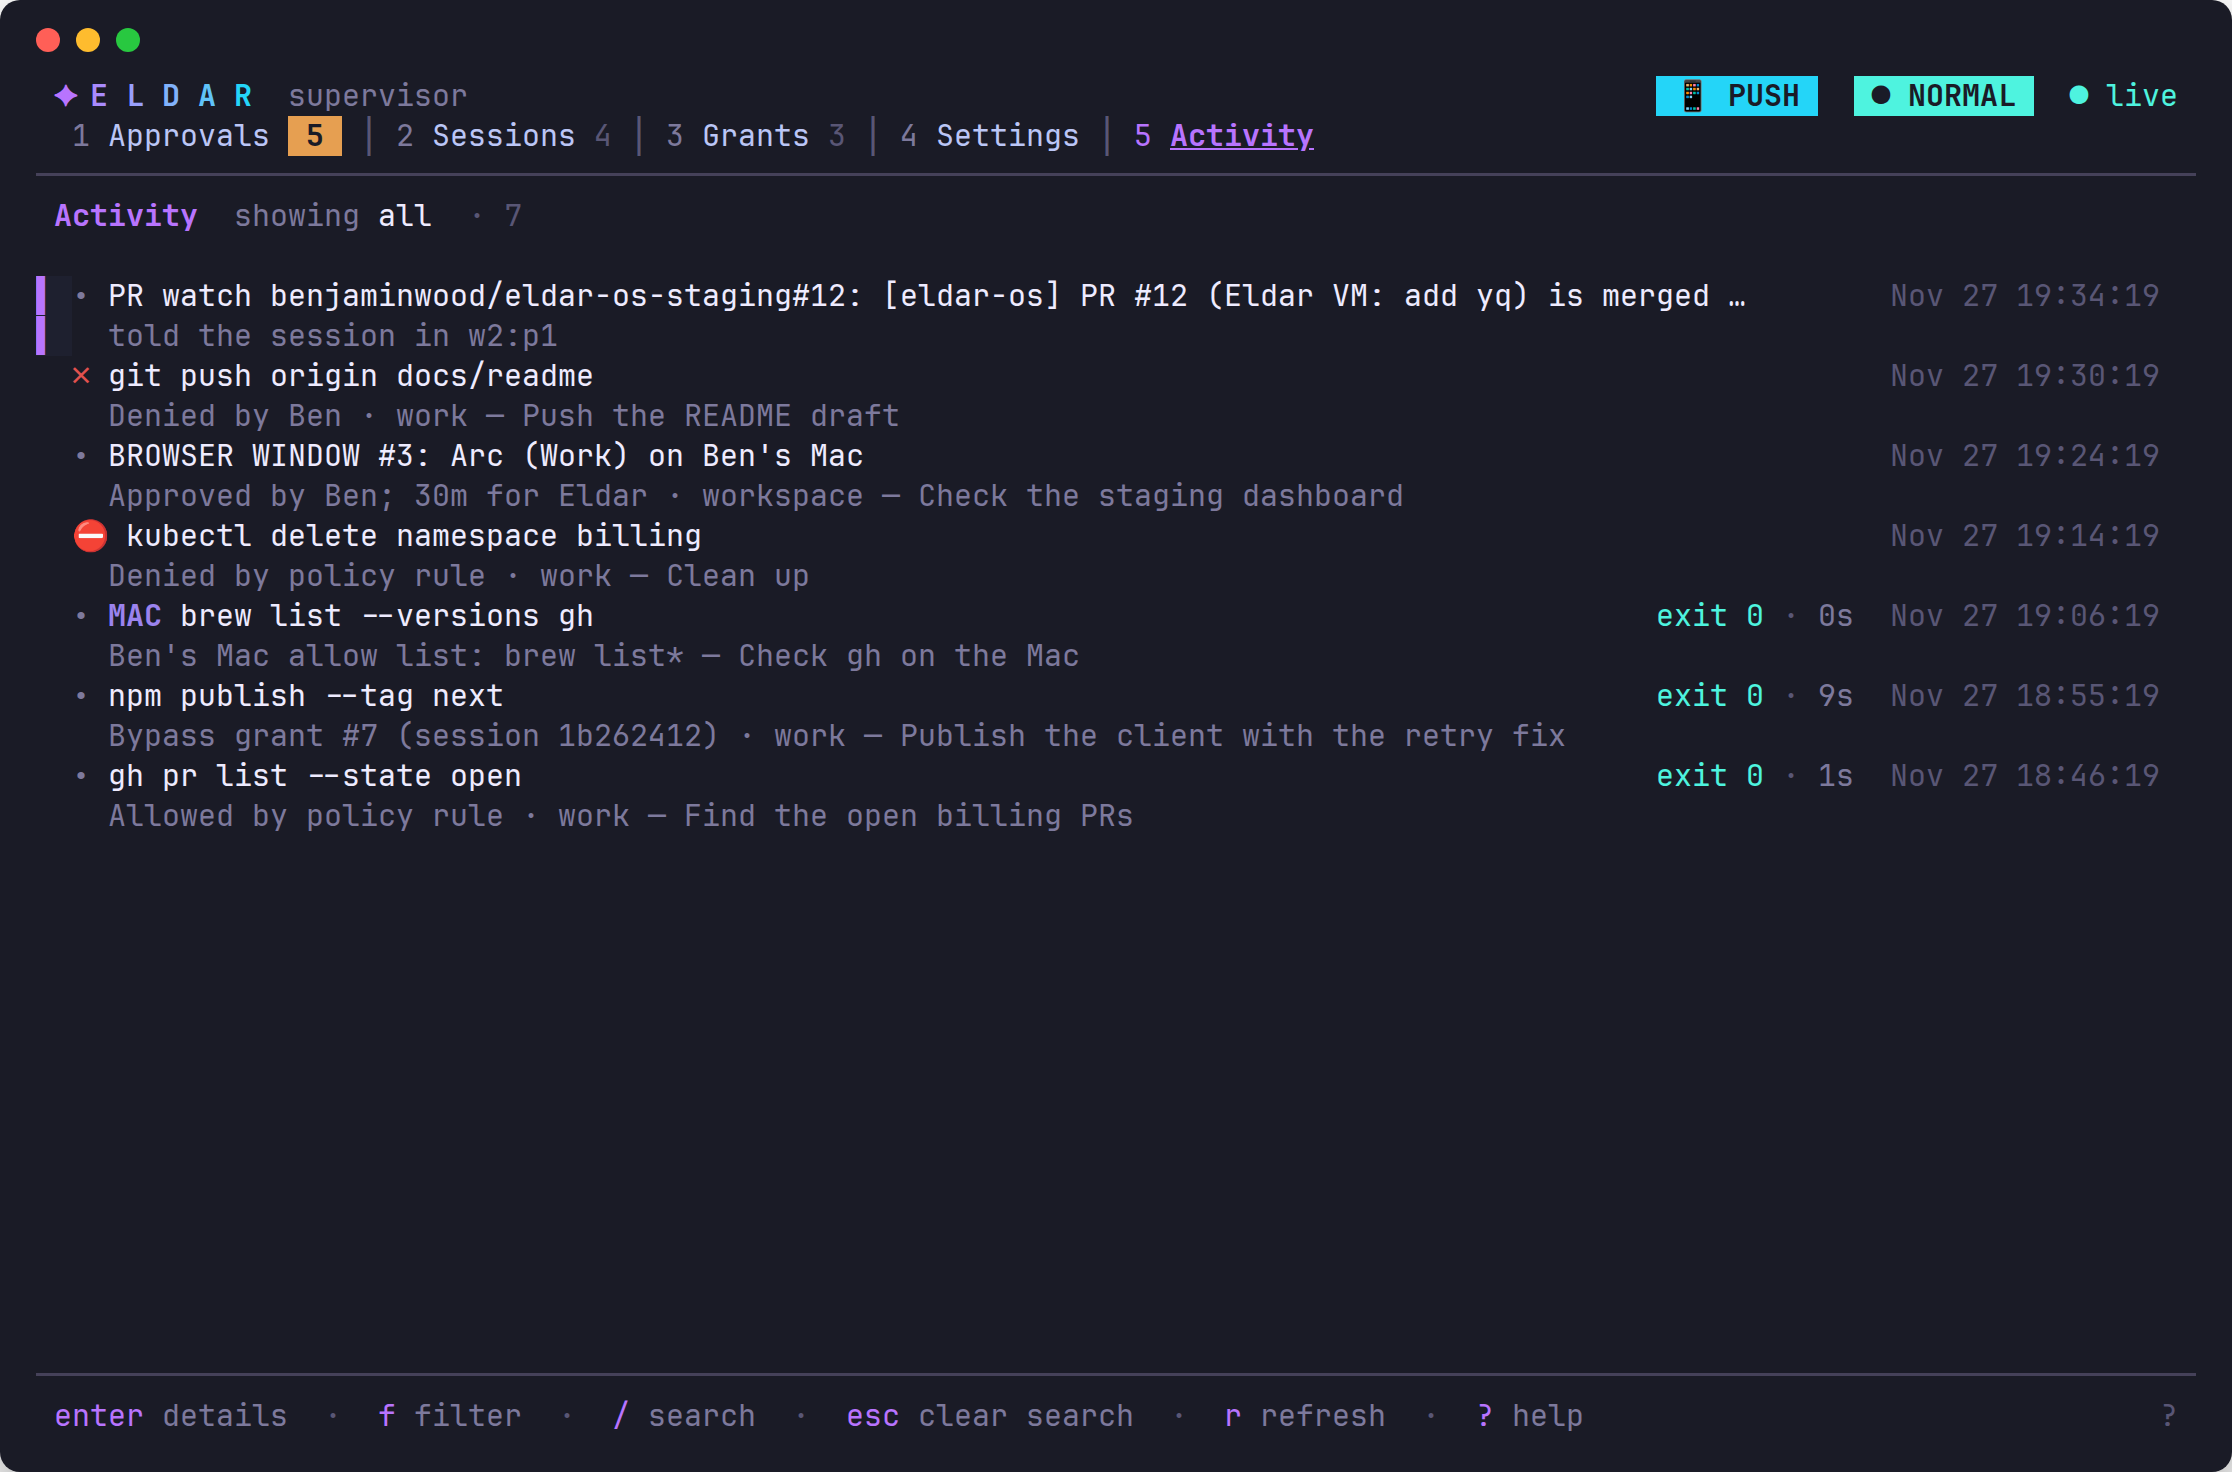 ✦ E L D A R supervisor 📱 PUSH ● NORMAL ● live
1 Approvals 5 │ 2 Sessions 4 │ 3 Grants 3 │ 4 Settings │ 5 Activity
Activity showing all · 7
• PR watch benjaminwood/eldar-os-staging#12: [eldar-os] PR #12 (Eldar VM: add yq) is merged … Nov 27 19:34:19
told the session in w2:p1
✕ git push origin docs/readme Nov 27 19:30:19
Denied by Ben · work — Push the README draft
• BROWSER WINDOW #3: Arc (Work) on Ben's Mac Nov 27 19:24:19
Approved by Ben; 30m for Eldar · workspace — Check the staging dashboard
⛔ kubectl delete namespace billing Nov 27 19:14:19
Denied by policy rule · work — Clean up
• MAC brew list --versions gh exit 0 · 0s Nov 27 19:06:19
Ben's Mac allow list: brew list* — Check gh on the Mac
• npm publish --tag next exit 0 · 9s Nov 27 18:55:19
Bypass grant #7 (session 1b262412) · work — Publish the client with the retry fix
• gh pr list --state open exit 0 · 1s Nov 27 18:46:19
Allowed by policy rule · work — Find the open billing PRs
enter details · f filter · / search · esc clear search · r refresh · ? help ?